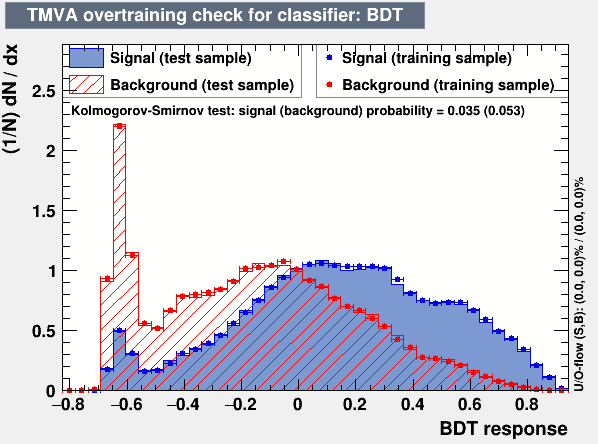 TMVA overtraining check for classifier: BDT
(1/N) dN / dx
Signal (test sample)
Background (test sample)
Signal (training sample)
Background (training sample)
Kolmogorov-Smirnov test: signal (background) probability = 0.035 (0.053)
2.5
2
1.5
1
0.5
0
−0.8 −0.6 −0.4 −0.2 0 0.2 0.4 0.6 0.8
BDT response
U/O-flow (S,B): (0.0, 0.0)% / (0.0, 0.0)%